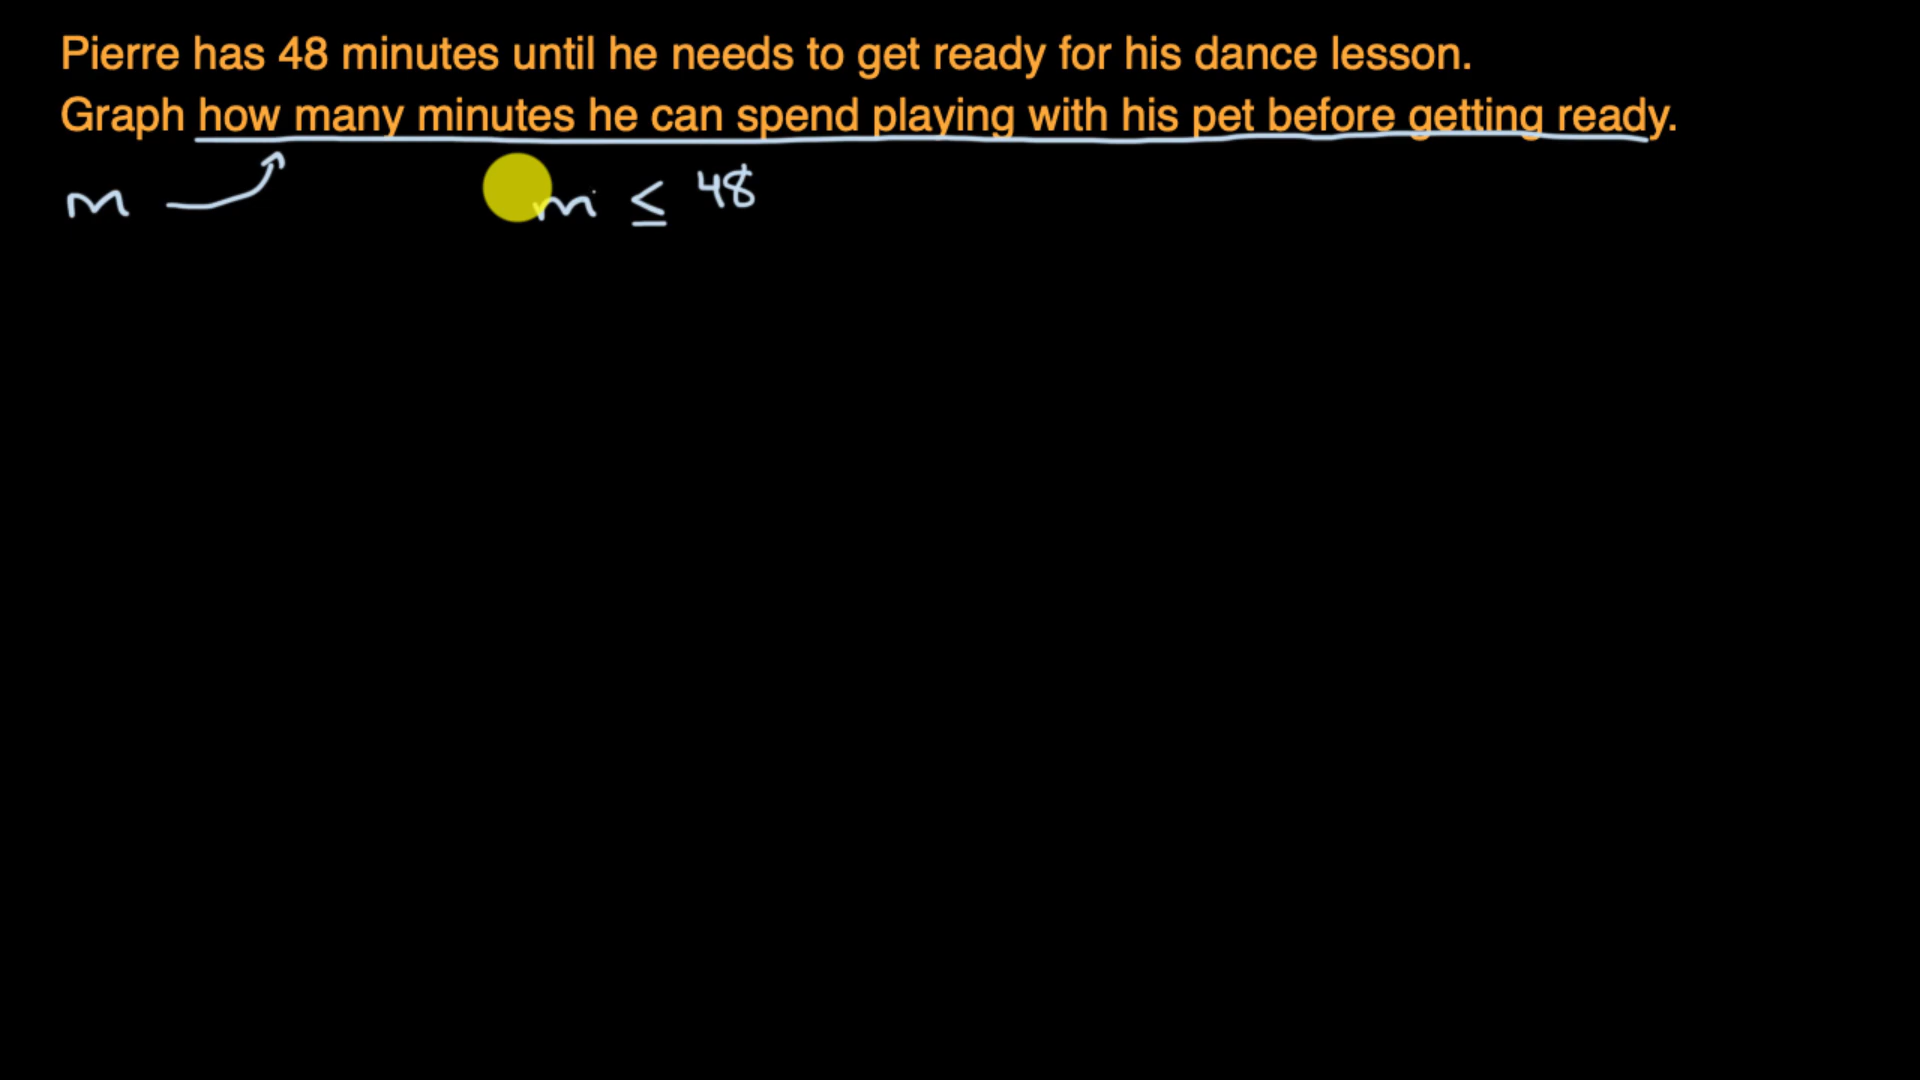 Pierre has 48 minutes until he needs to get ready for his dance lesson.
Graph how many minutes he can spend playing with his pet before getting ready.
m m ≤ 48